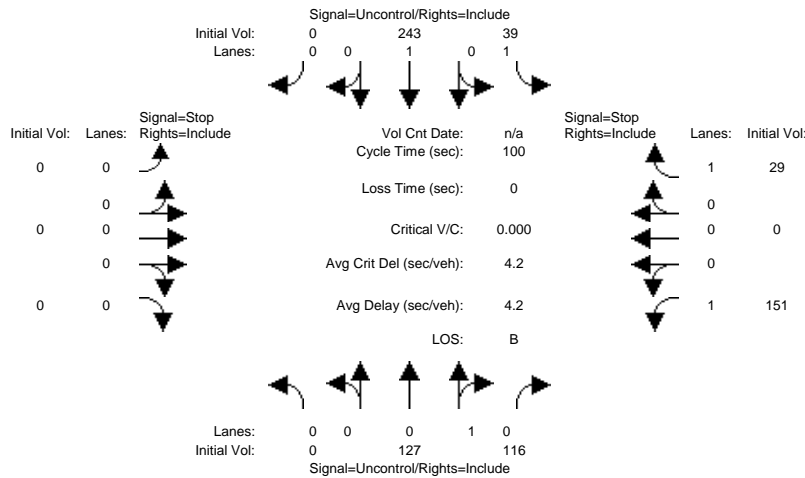 Signal=Uncontrol/Rights=Include
Initial Vol: 0 243 39
Lanes: 0 0 1 0 1
Signal=Stop
Initial Vol: Lanes: Rights=Include
Vol Cnt Date: n/a
Signal=Stop
Rights=Include Lanes: Initial Vol:
Cycle Time (sec): 100
0 0
1 29
Loss Time (sec): 0
0
0
0 0
Critical V/C: 0.000
0 0
0
Avg Crit Del (sec/veh): 4.2
0
0 0
Avg Delay (sec/veh): 4.2
1 151
LOS: B
Lanes: 0 0 0 1 0
Initial Vol: 0 127 116
Signal=Uncontrol/Rights=Include